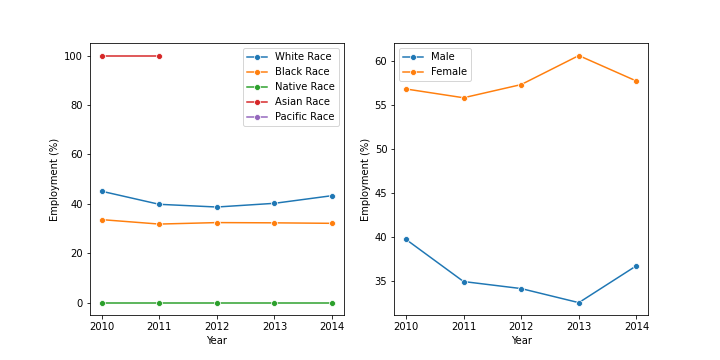 100
80
60
40
20
0
Employment (%)
2010 2011 2012 2013 2014
Year
White Race
Black Race
Native Race
Asian Race
Pacific Race
60
55
50
45
40
35
Employment (%)
2010 2011 2012 2013 2014
Year
Male
Female